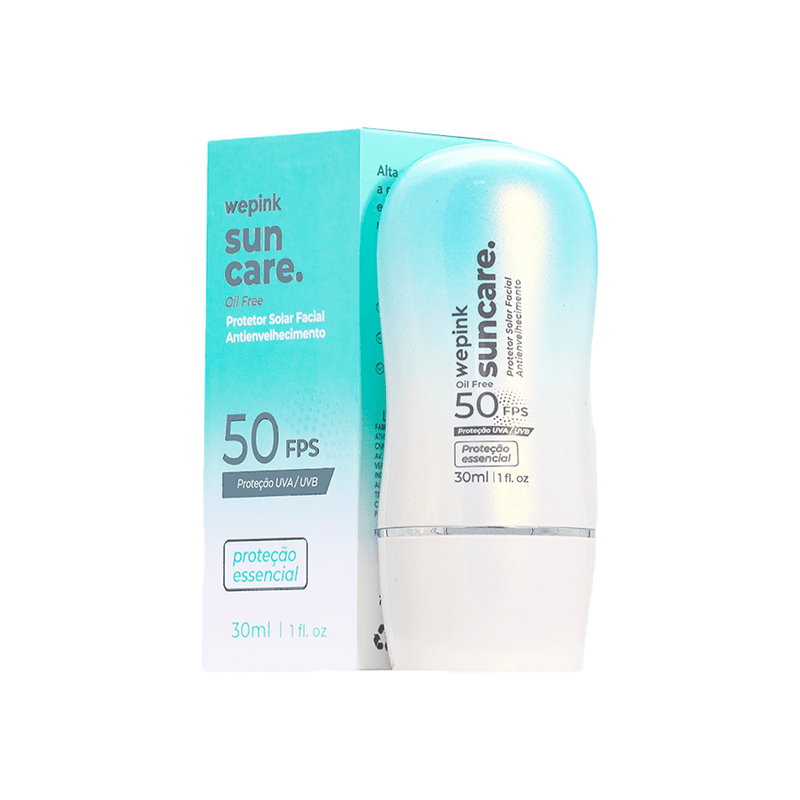 wepink
sun
care.
Oil Free
Protetor Solar Facial
Antienvelhecimento
50 FPS
Proteção UVA / UVB
proteção
essencial
30ml | 1 fl. oz
Alta
wepink
suncare.
Protetor Solar Facial
Antienvelhecimento
Oil Free
50 FPS
Proteção UVA / UVB
Proteção
essencial
30ml | 1 fl. oz